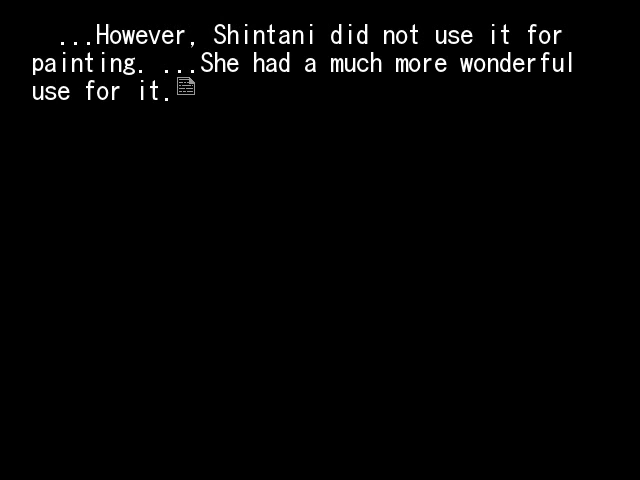 ...However, Shintani did not use it for
painting. ...She had a much more wonderful
use for it.